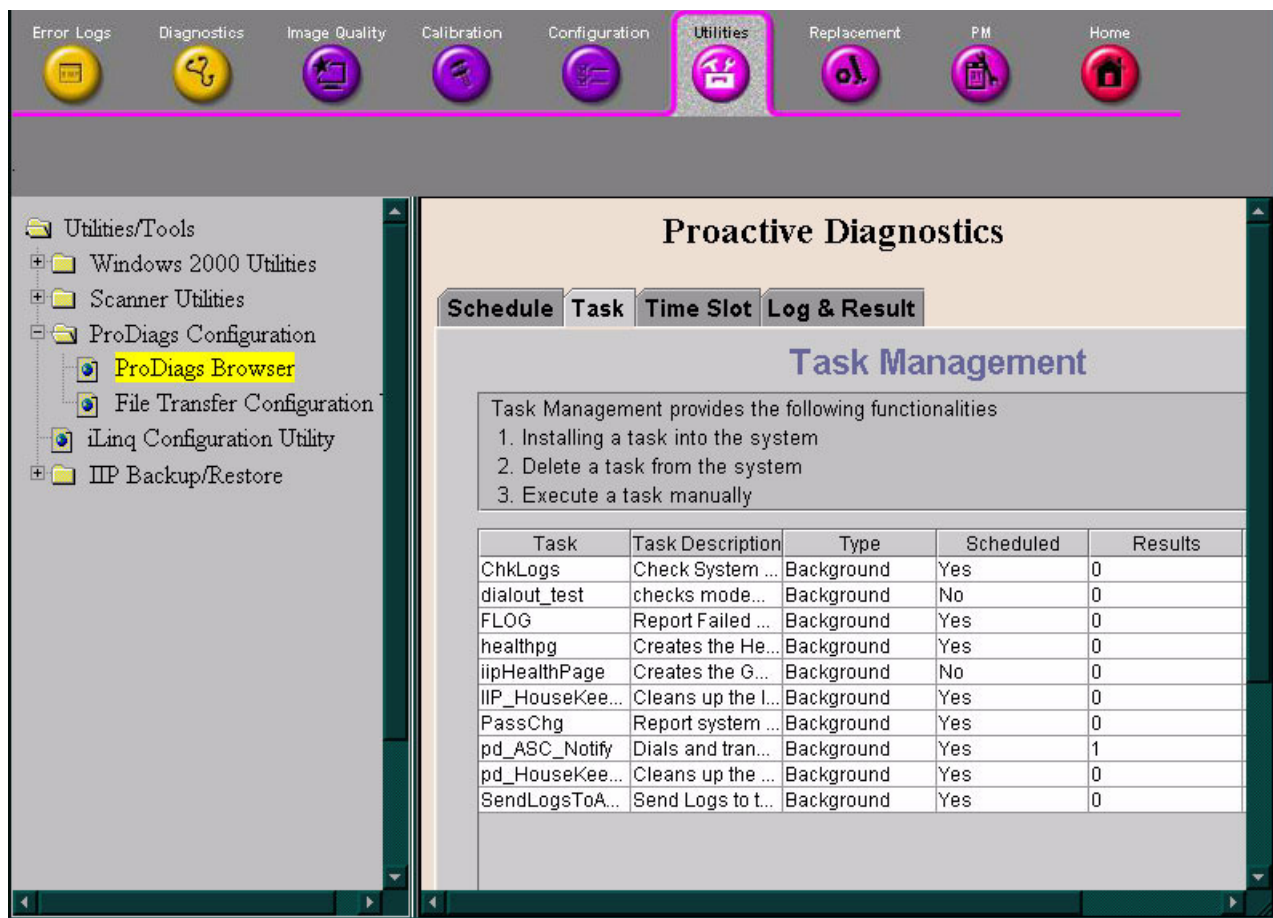 Error Logs Diagnostics Image Quality Calibration Configuration Utilities Replacement PM Home
Utilities/Tools
Windows 2000 Utilities
Scanner Utilities
ProDiags Configuration
ProDiags Browser
File Transfer Configuration
iLinq Configuration Utility
IIP Backup/Restore
Proactive Diagnostics
Schedule Task Time Slot Log & Result
Task Management
Task Management provides the following functionalities
1. Installing a task into the system
2. Delete a task from the system
3. Execute a task manually
Task Task Description Type Scheduled Results
ChkLogs Check System ... Background Yes 0
dialout_test checks mode... Background No 0
FLOG Report Failed ... Background Yes 0
healthpg Creates the He... Background Yes 0
iipHealthPage Creates the G... Background No 0
IIP_HouseKee... Cleans up the I... Background Yes 0
PassChg Report system ... Background Yes 0
pd_ASC_Notify Dials and tran... Background Yes 1
pd_HouseKee... Cleans up the ... Background Yes 0
SendLogsToA... Send Logs to t... Background Yes 0